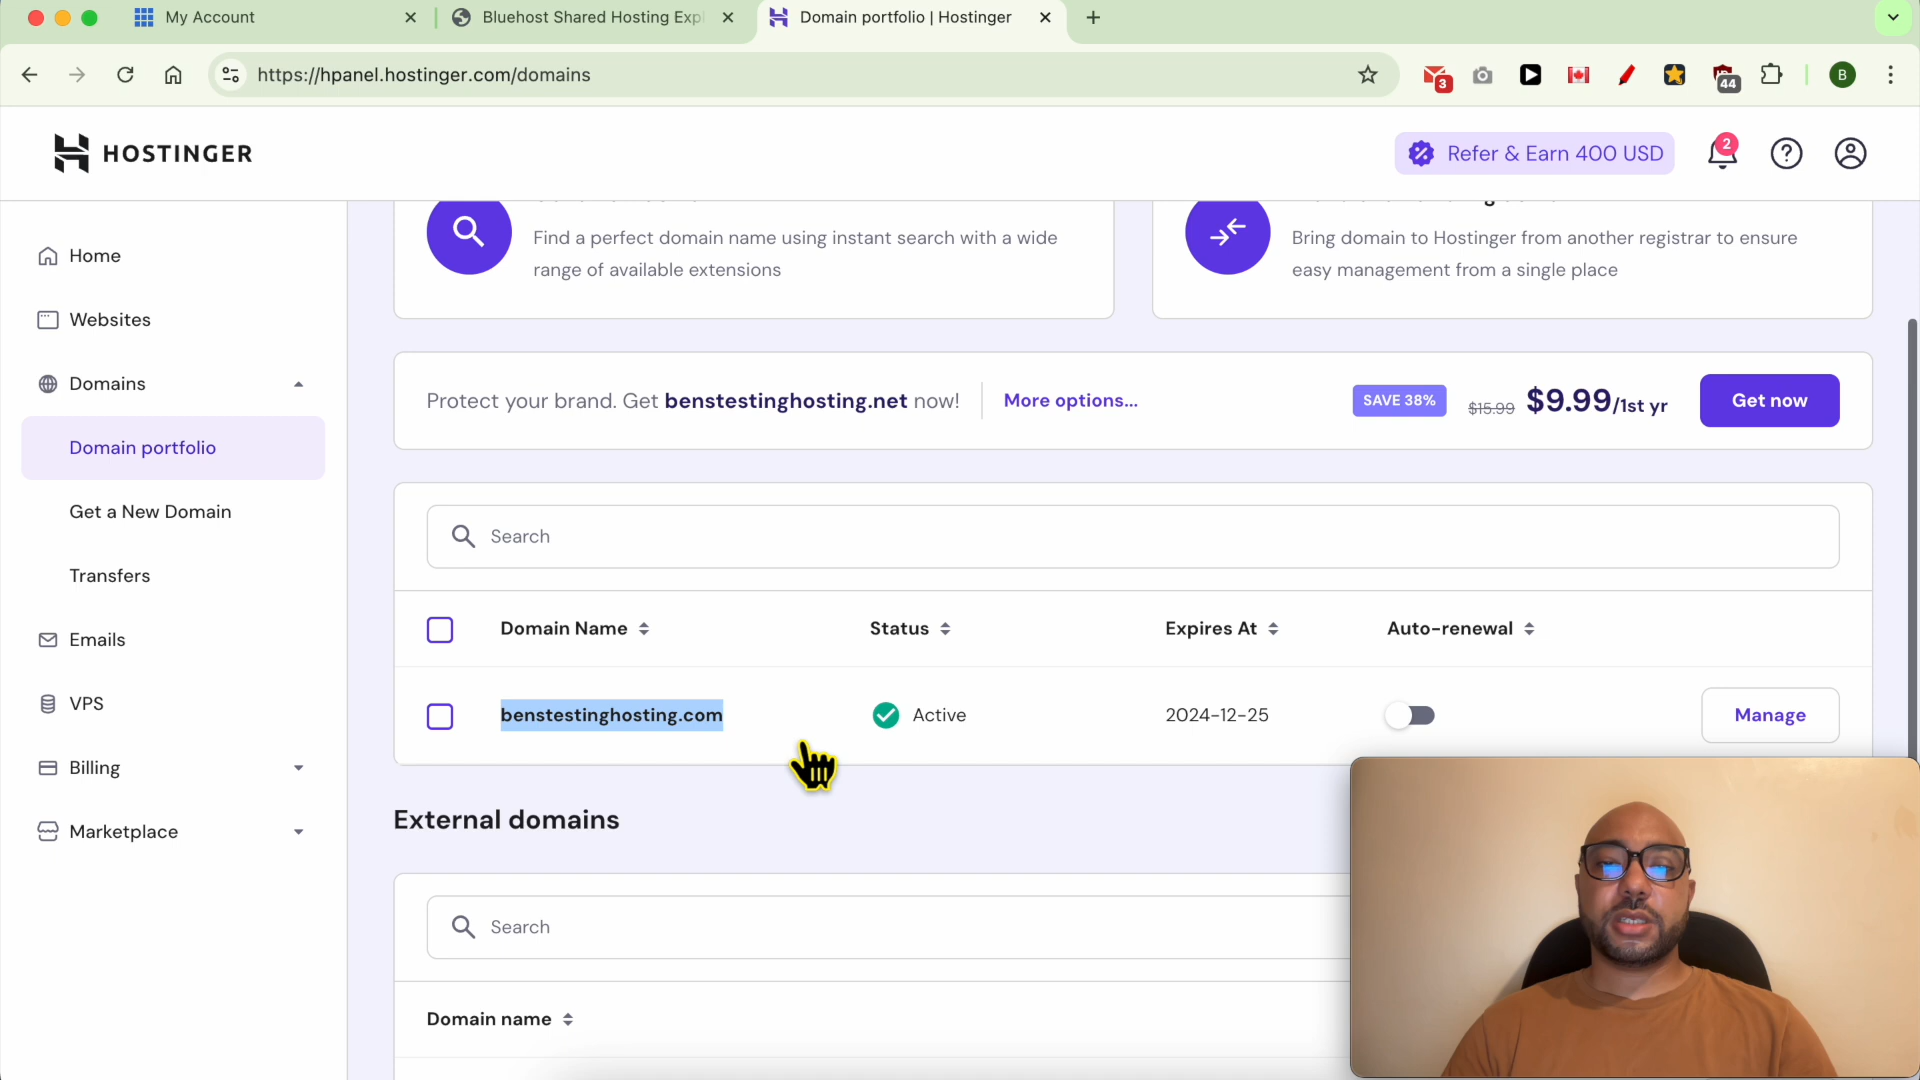 My Account
Bluehost Shared Hosting Expl
Domain portfolio | Hostinger
https://hpanel.hostinger.com/domains
3
44
B
HOSTINGER
Refer & Earn 400 USD
2
Home
Websites
Domains
Domain portfolio
Get a New Domain
Transfers
Emails
VPS
Billing
Marketplace
Find a perfect domain name using instant search with a wide
range of available extensions
Bring domain to Hostinger from another registrar to ensure
easy management from a single place
Protect your brand. Get benstestinghosting.net now!
More options...
SAVE 38%
$15.99
$9.99/1st yr
Get now
Search
Domain Name
Status
Expires At
Auto-renewal
benstestinghosting.com
Active
2024-12-25
Manage
External domains
Search
Domain name